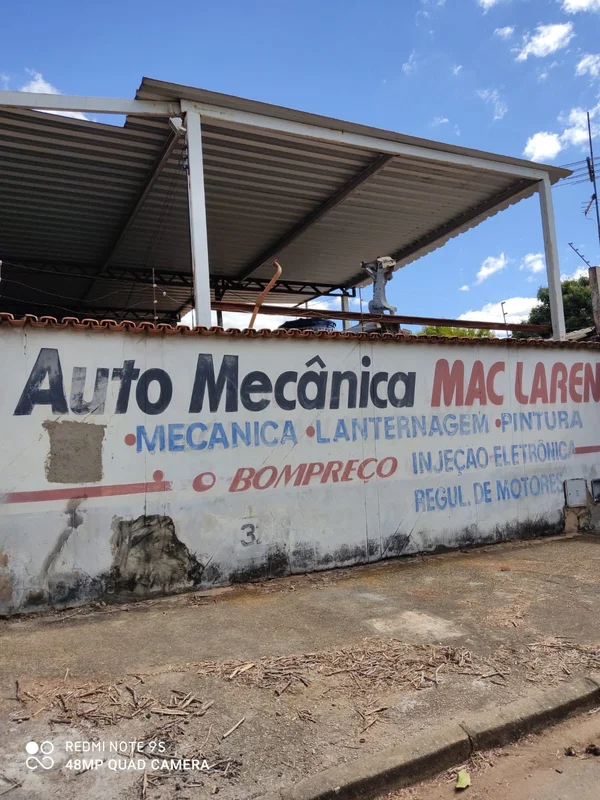 Auto Mecânica MAC LAREN
•MECANICA •LANTERNAGEM •PINTURA
BOMPREÇO INJEÇAO ELETRÔNICA
REGUL. DE MOTORES
3
REDMI NOTE 9S
48MP QUAD CAMERA